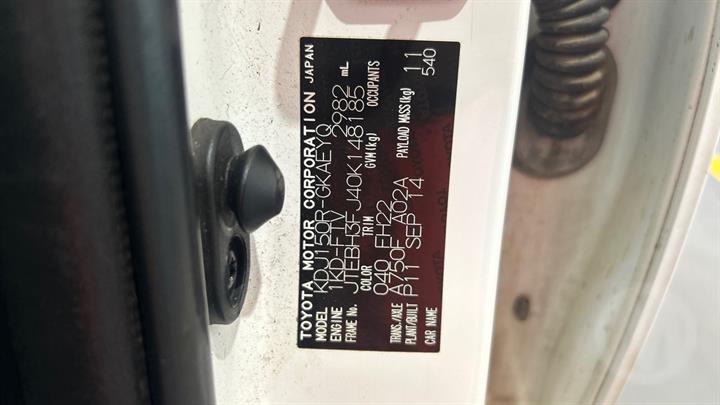 TOYOTA MOTOR CORPORATION JAPAN
MODEL KDJ150R-GKAEYQ
ENGINE 1KD-FTV 2982 mL
FRAME No. JTEBH3FJ40K148185
COLOR TRIM GVM(kg) OCCUPANTS
040 FH22
TRANS./AXLE A750F A02A PAYLOAD MASS(kg) 11
PLANT/BUILT P11 SEP 14 540
CAR NAME